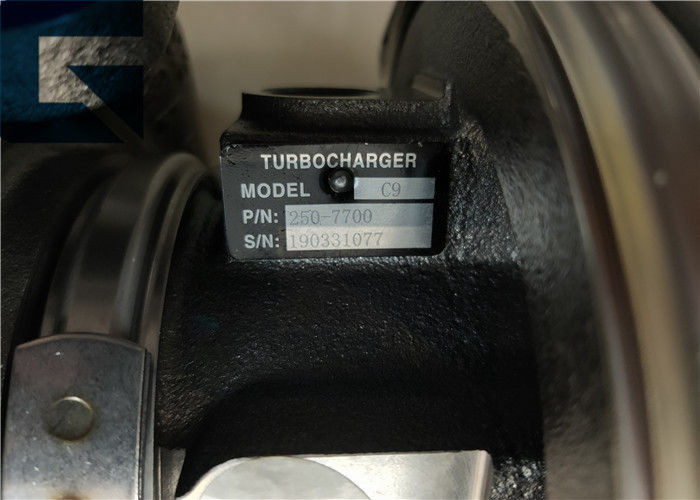 TURBOCHARGER
MODEL C9
P/N: 250-7700
S/N: 190331077